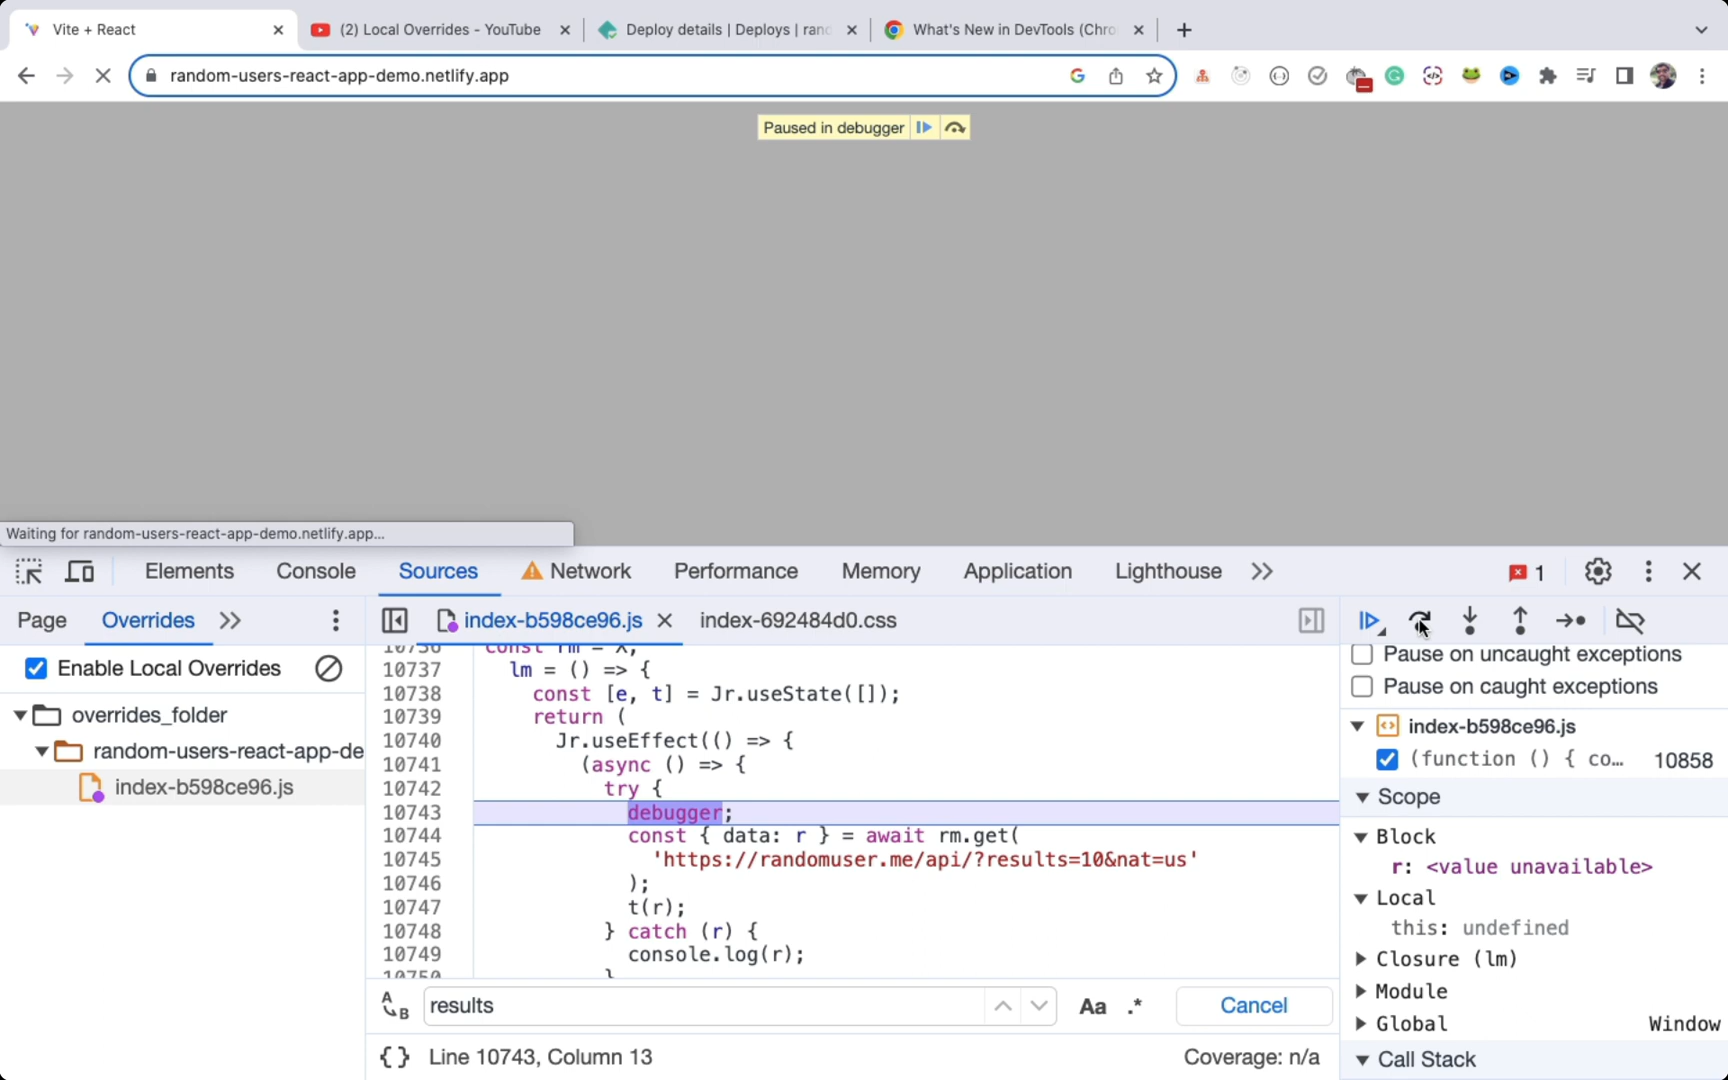 Vite + React
(2) Local Overrides - YouTube
Deploy details | Deploys | rand
What's New in DevTools (Chro
random-users-react-app-demo.netlify.app
Paused in debugger
Waiting for random-users-react-app-demo.netlify.app...
Elements Console Sources Network Performance Memory Application Lighthouse 1
Page Overrides
index-b598ce96.js index-692484d0.css
Enable Local Overrides
overrides_folder
random-users-react-app-de
index-b598ce96.js
10736 const rm = X,
10737 lm = () => {
10738 const [e, t] = Jr.useState([]);
10739 return (
10740 Jr.useEffect(() => {
10741 (async () => {
10742 try {
10743 debugger;
10744 const { data: r } = await rm.get(
10745 'https://randomuser.me/api/?results=10&nat=us'
10746 );
10747 t(r);
10748 } catch (r) {
10749 console.log(r);
10750 }
results
Aa .* Cancel
{ } Line 10743, Column 13 Coverage: n/a
Pause on uncaught exceptions
Pause on caught exceptions
index-b598ce96.js
(function () { co… 10858
Scope
Block
r: <value unavailable>
Local
this: undefined
Closure (lm)
Module
Global Window
Call Stack